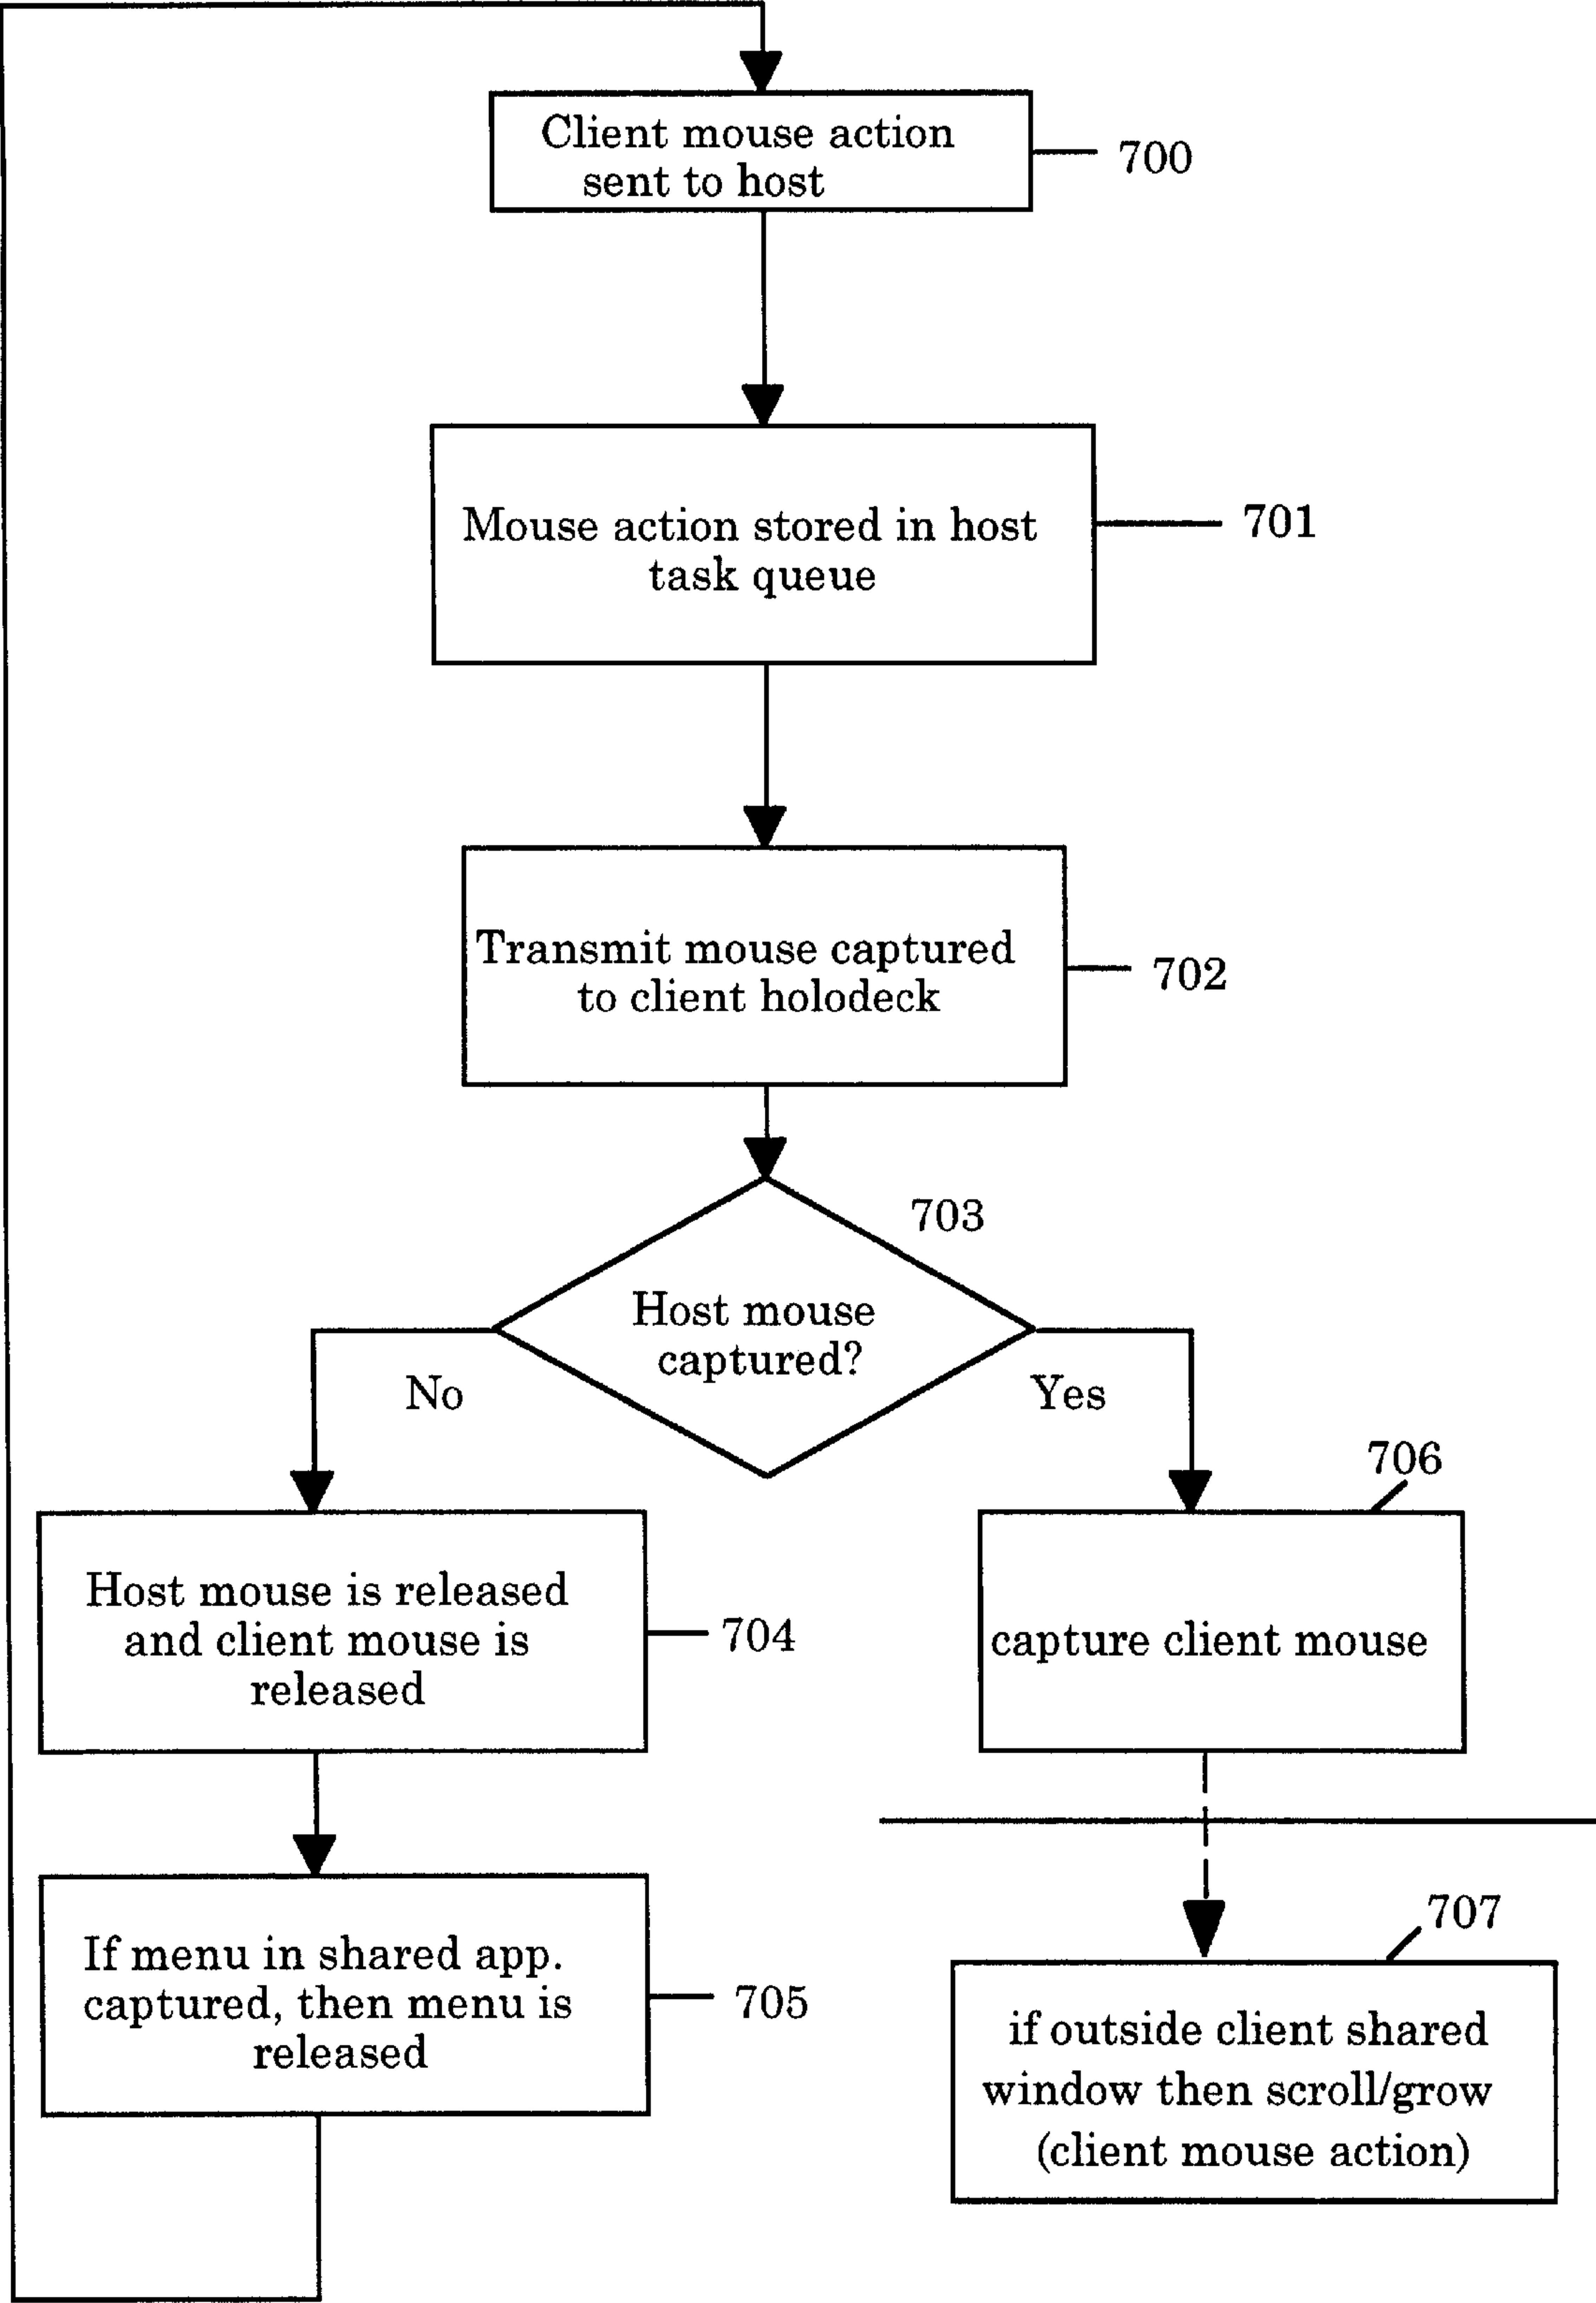 Client mouse action
sent to host
700
Mouse action stored in host
task queue
701
Transmit mouse captured
to client holodeck
702
703
Host mouse
captured?
No
Yes
706
Host mouse is released
and client mouse is
released
704
capture client mouse
707
If menu in shared app.
captured, then menu is
released
705
if outside client shared
window then scroll/grow
(client mouse action)